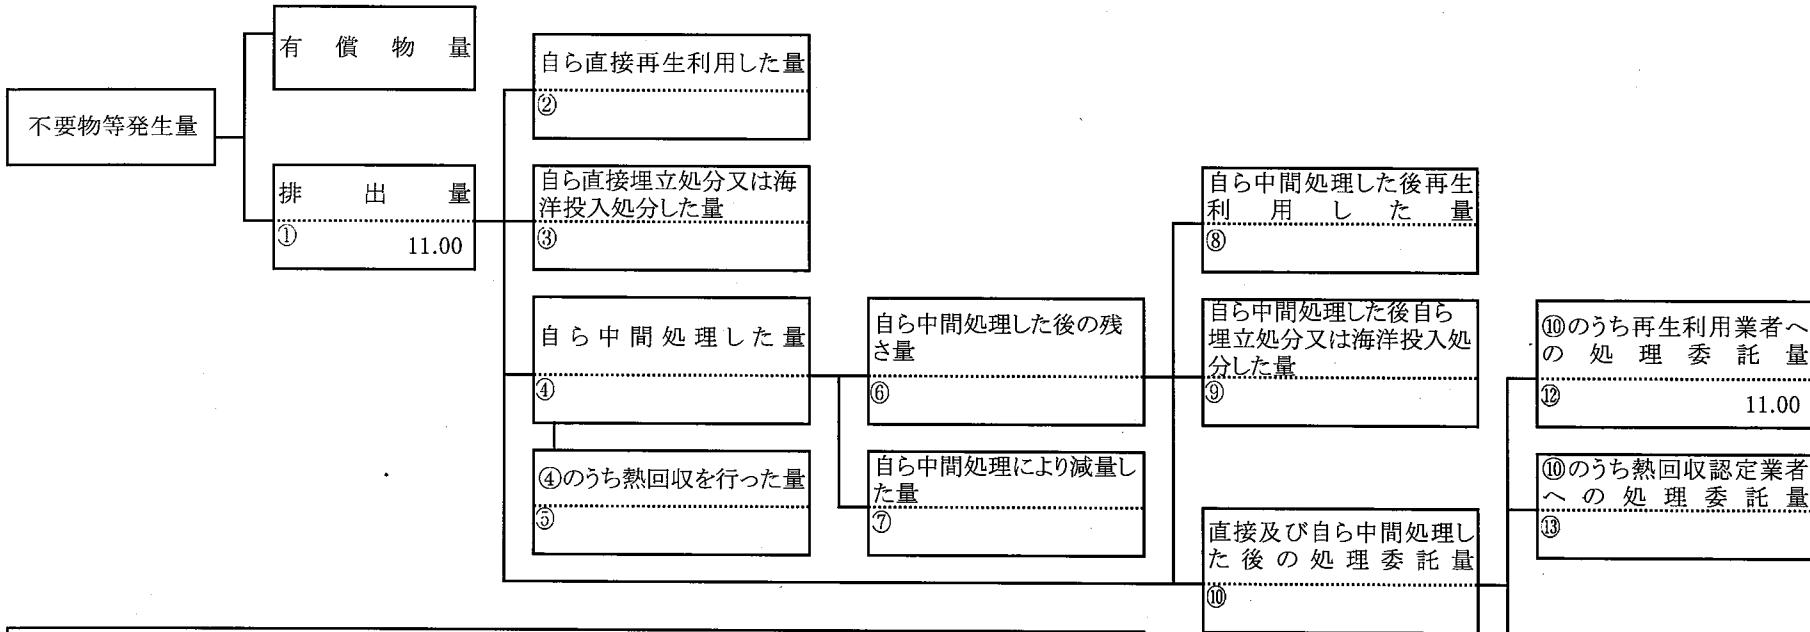 有償物量
不要物等発生量
排出量
①
11.00
自ら直接再生利用した量
②
自ら直接埋立処分又は海
洋投入処分した量
③
自ら中間処理した量
④
④のうち熱回収を行った量
⑤
自ら中間処理した後の残
さ量
⑥
自ら中間処理により減量し
た量
⑦
自ら中間処理した後再生
利用した量
⑧
自ら中間処理した後自ら
埋立処分又は海洋投入処
分した量
⑨
直接及び自ら中間処理し
た後の処理委託量
⑩
⑩のうち再生利用業者へ
の処理委託量
⑫
11.00
⑩のうち熱回収認定業者
への処理委託量
⑬